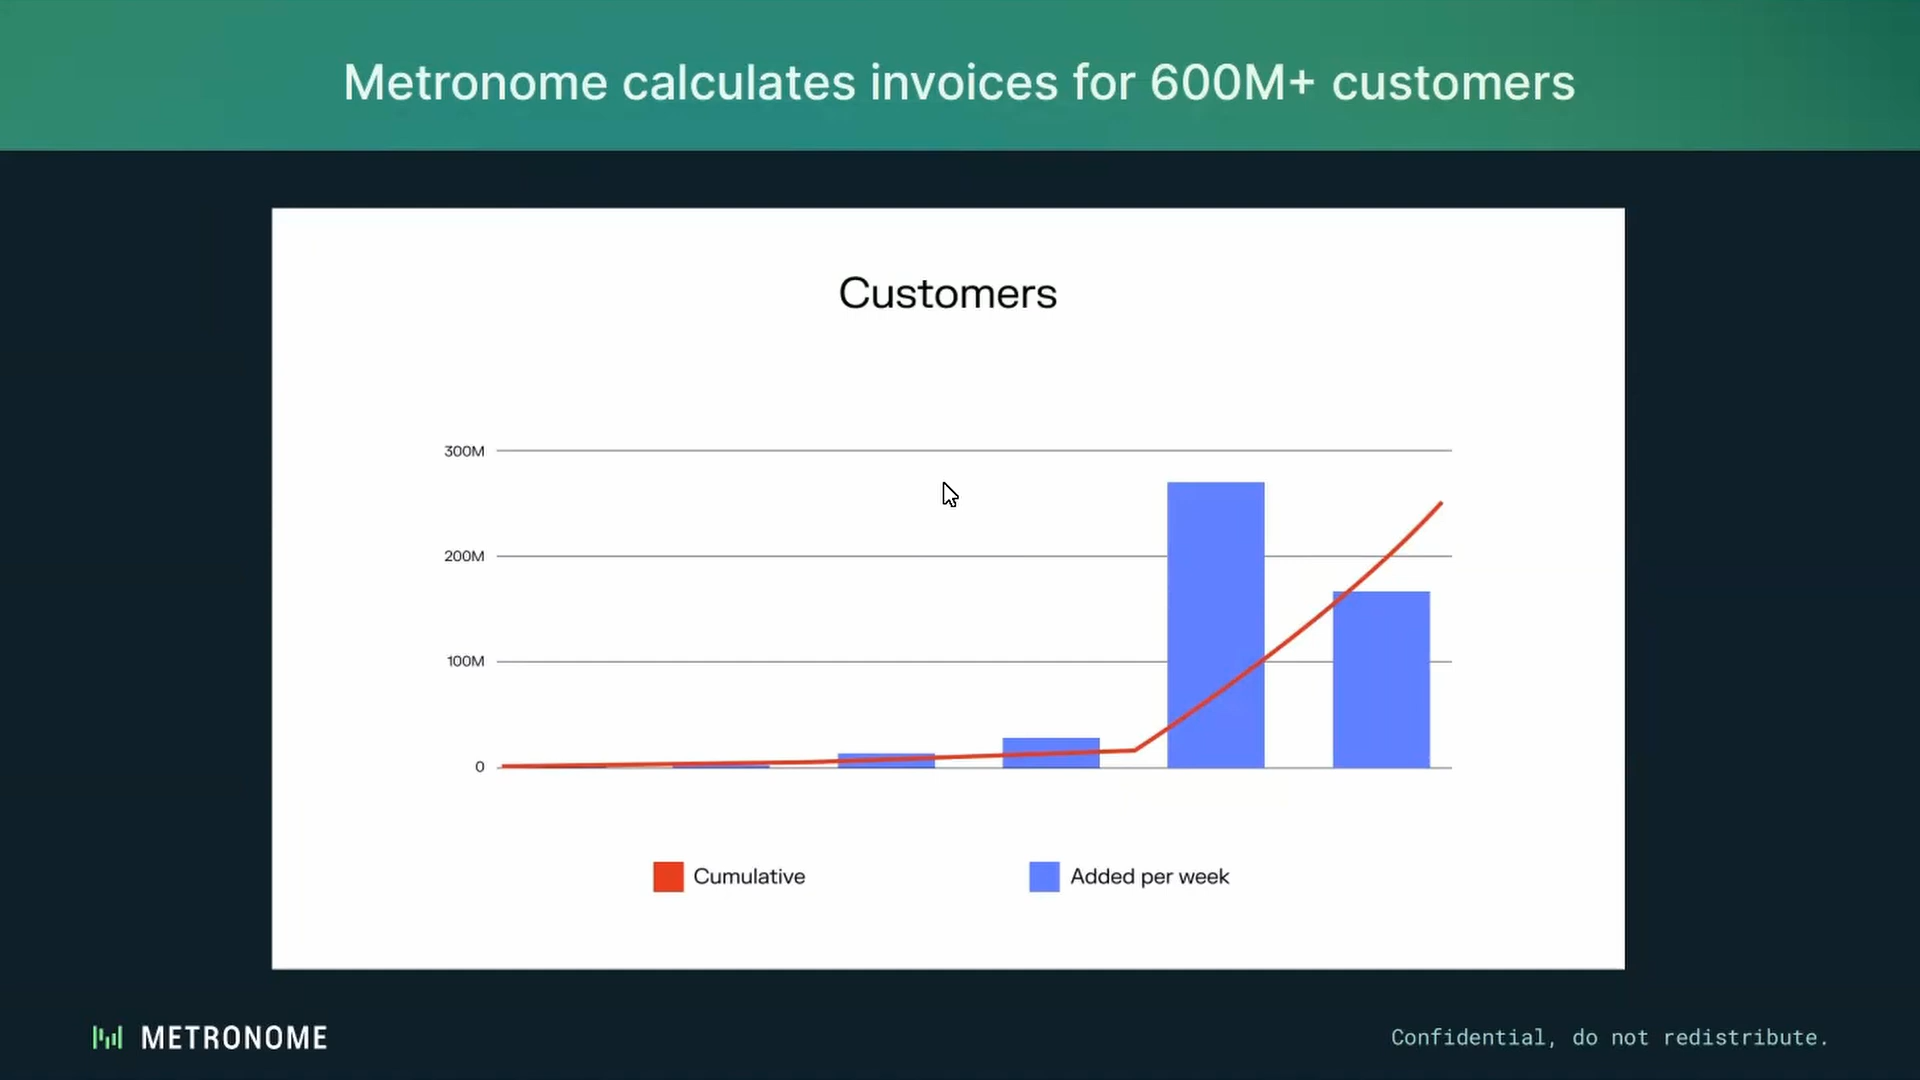 Metronome calculates invoices for 600M+ customers
Customers
300M
200M
100M
0
Cumulative
Added per week
METRONOME
Confidential, do not redistribute.